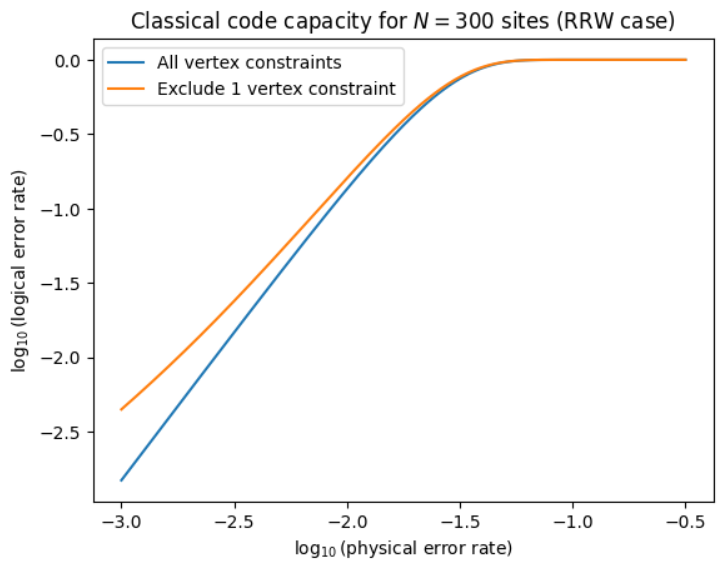 Classical code capacity for N = 300 sites (RRW case)
All vertex constraints
Exclude 1 vertex constraint
log₁₀(logical error rate)
0.0
−0.5
−1.0
−1.5
−2.0
−2.5
−3.0 −2.5 −2.0 −1.5 −1.0 −0.5
log₁₀(physical error rate)